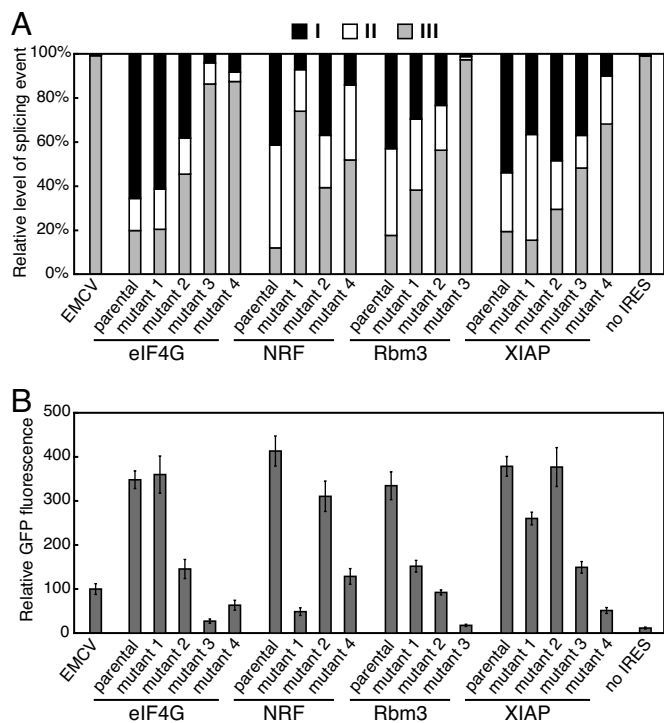 A
I II III
Relative level of splicing event
100%
80%
60%
40%
20%
0%
EMCV
parental
mutant 1
mutant 2
mutant 3
mutant 4
parental
mutant 1
mutant 2
mutant 4
parental
mutant 1
mutant 2
mutant 3
parental
mutant 1
mutant 2
mutant 3
mutant 4
no IRES
eIF4G NRF Rbm3 XIAP
B
Relative GFP fluorescence
500
400
300
200
100
0
EMCV
parental
mutant 1
mutant 2
mutant 3
mutant 4
parental
mutant 1
mutant 2
mutant 4
parental
mutant 1
mutant 2
mutant 3
parental
mutant 1
mutant 2
mutant 3
mutant 4
no IRES
eIF4G NRF Rbm3 XIAP